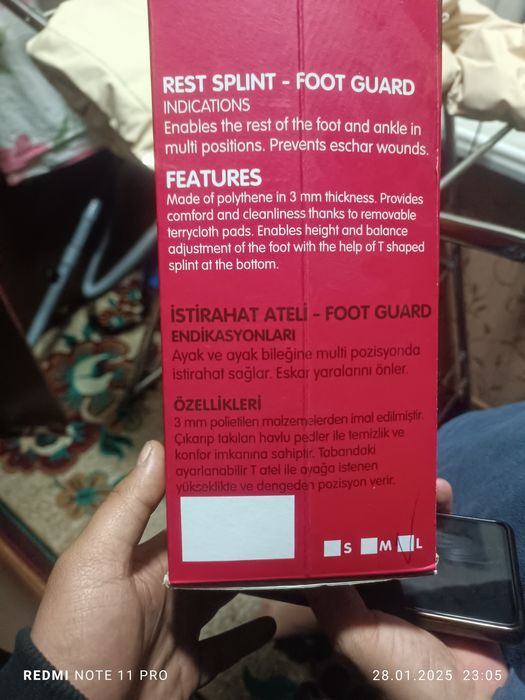 REST SPLINT - FOOT GUARD
INDICATIONS
Enables the rest of the foot and ankle in
multi positions. Prevents eschar wounds.
FEATURES
Made of polythene in 3 mm thickness. Provides
comford and cleanliness thanks to removable
terrycloth pads. Enables height and balance
adjustment of the foot with the help of T shaped
splint at the bottom.
İSTİRAHAT ATELİ - FOOT GUARD
ENDİKASYONLARI
Ayak ve ayak bileğine multi pozisyonda
istirahat sağlar. Eskar yaralarını önler.
ÖZELLİKLERİ
3 mm polietilen malzemelerden imal edilmiştir.
Çıkarıp takılan havlu pedler ile temizlik ve
konfor imkanına sahiptir. Tabandaki
ayarlanabilir T atel ile ayağa istenen
yükseklikte ve dengeden pozisyon verir.
S M L
REDMI NOTE 11 PRO
28.01.2025 23:05